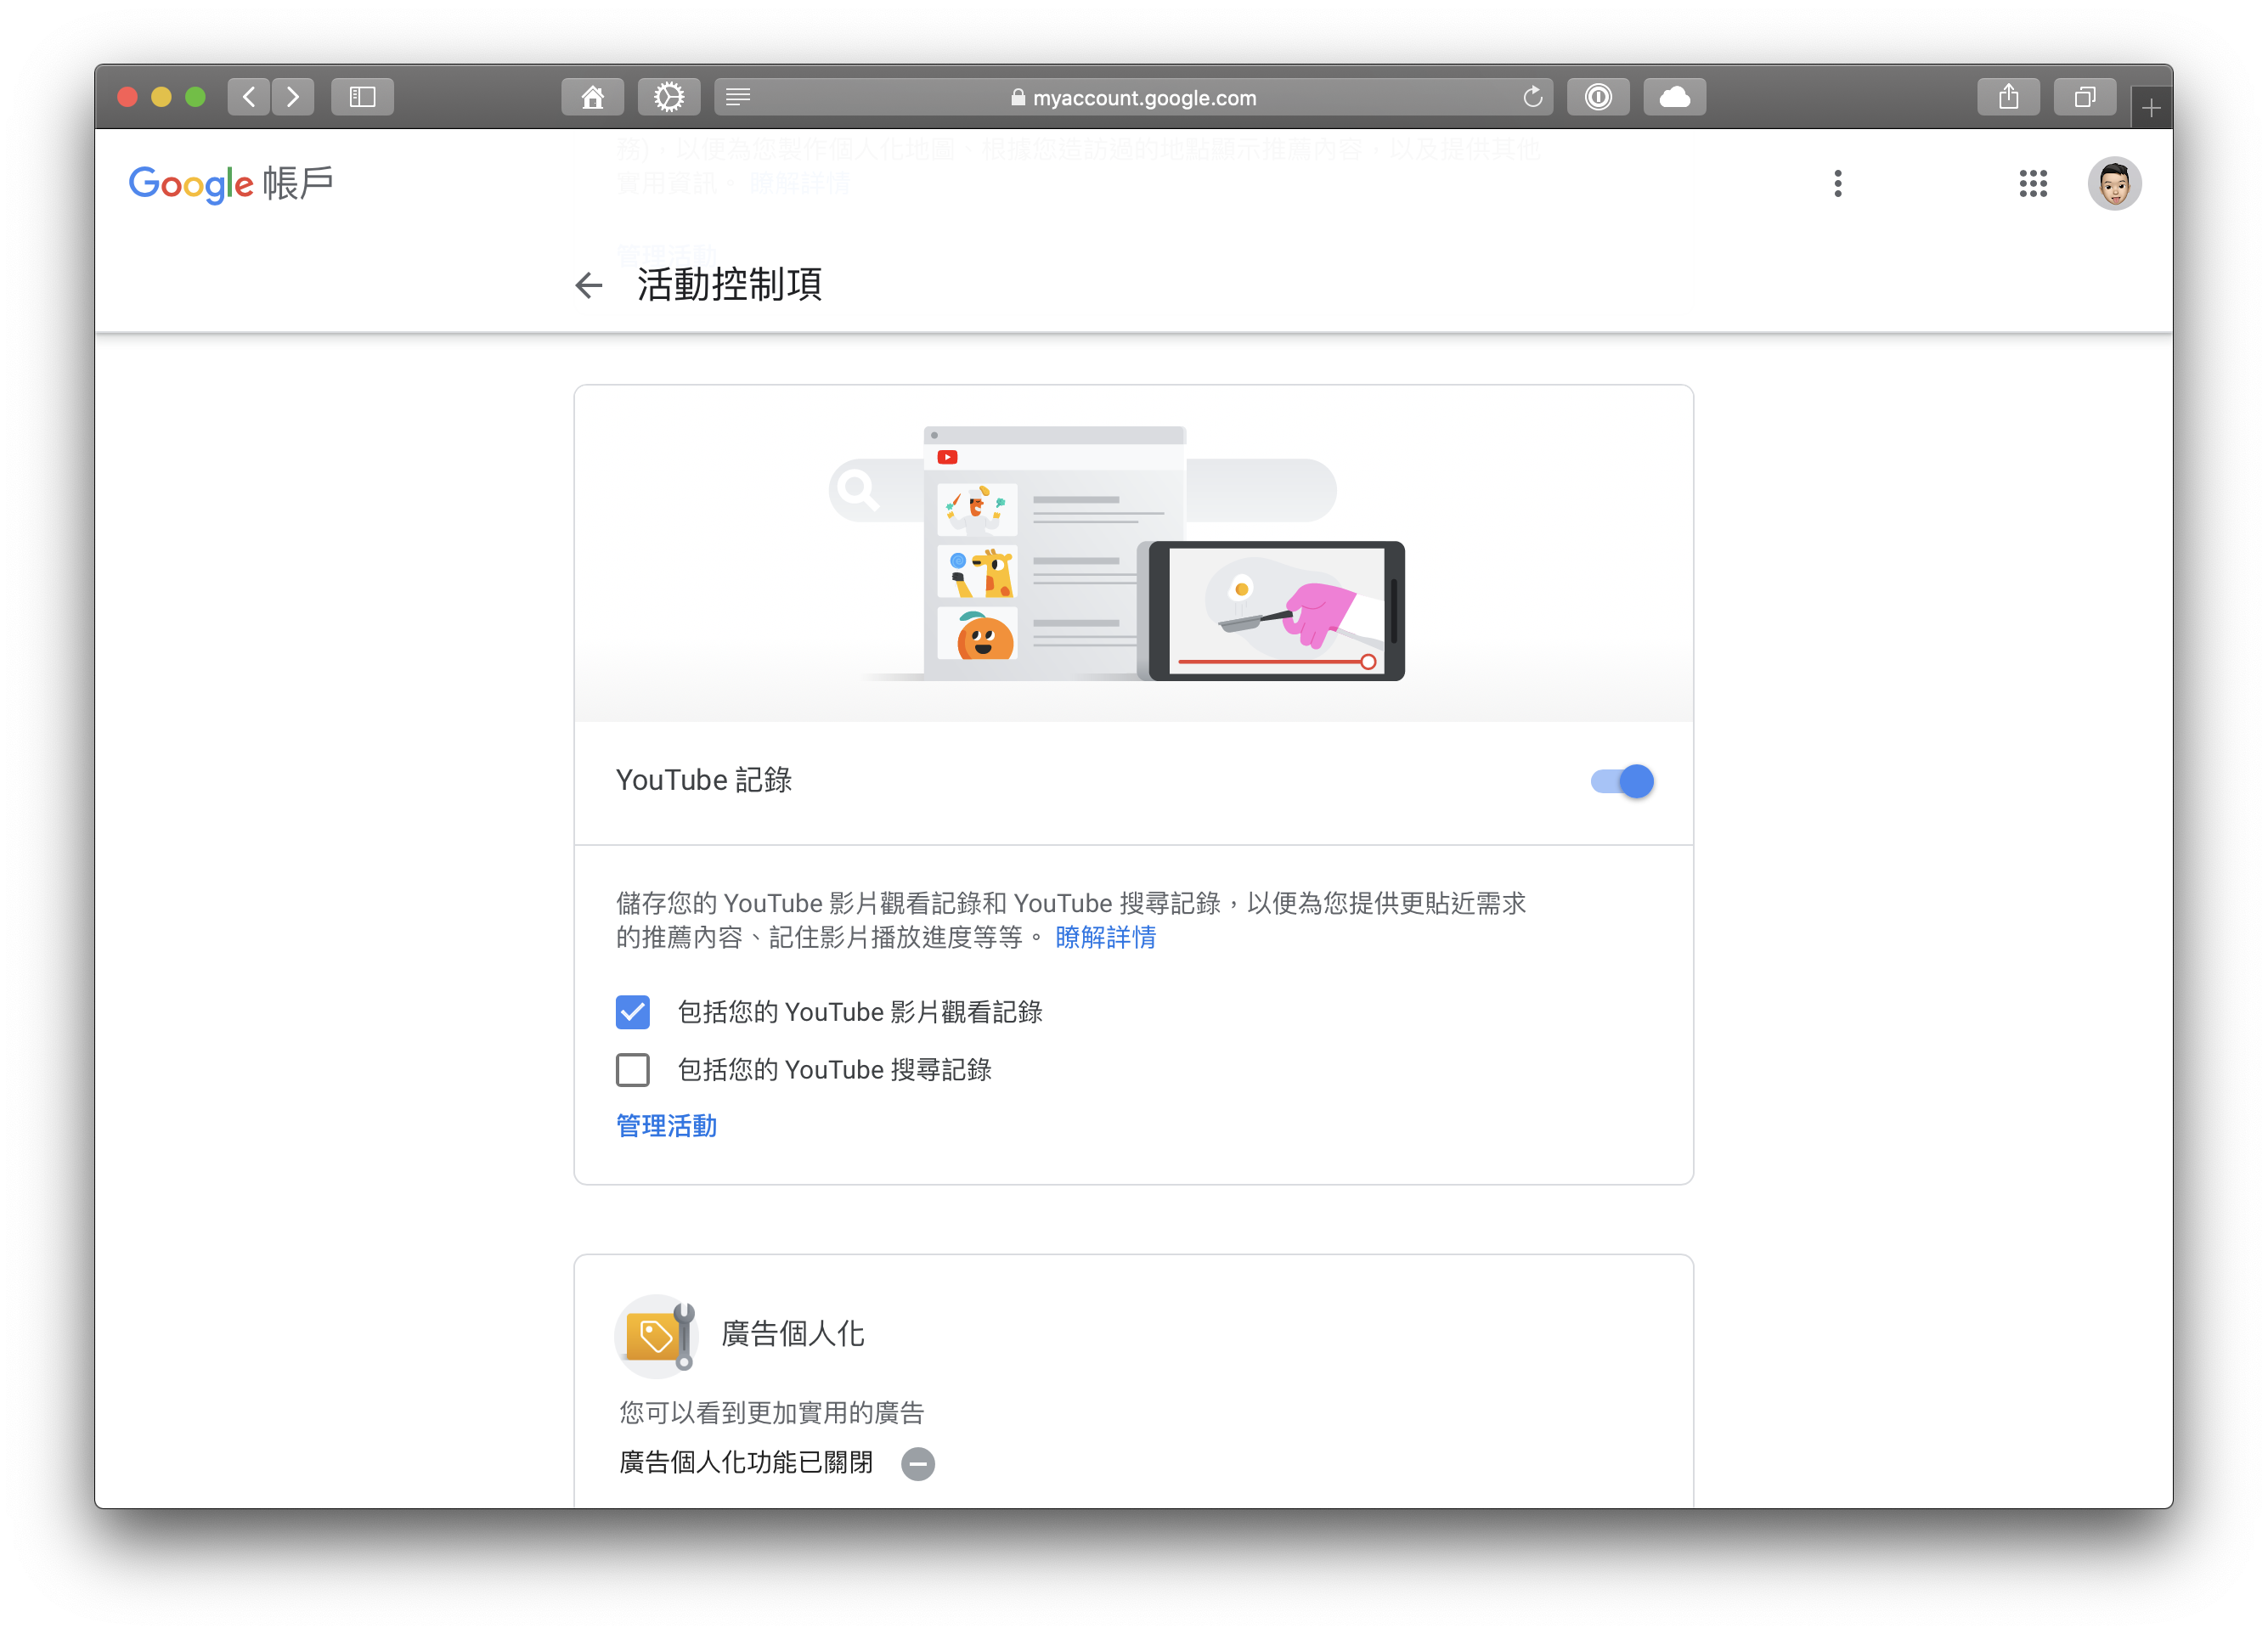 myaccount.google.com
務)，以便為您製作個人化地圖、根據您造訪過的地點顯示推薦內容，以及提供其他
實用資訊。 瞭解詳情
Google 帳戶
管理活動
活動控制項
YouTube 記錄
儲存您的 YouTube 影片觀看記錄和 YouTube 搜尋記錄，以便為您提供更貼近需求
的推薦內容、記住影片播放進度等等。 瞭解詳情
包括您的 YouTube 影片觀看記錄
包括您的 YouTube 搜尋記錄
管理活動
廣告個人化
您可以看到更加實用的廣告
廣告個人化功能已關閉